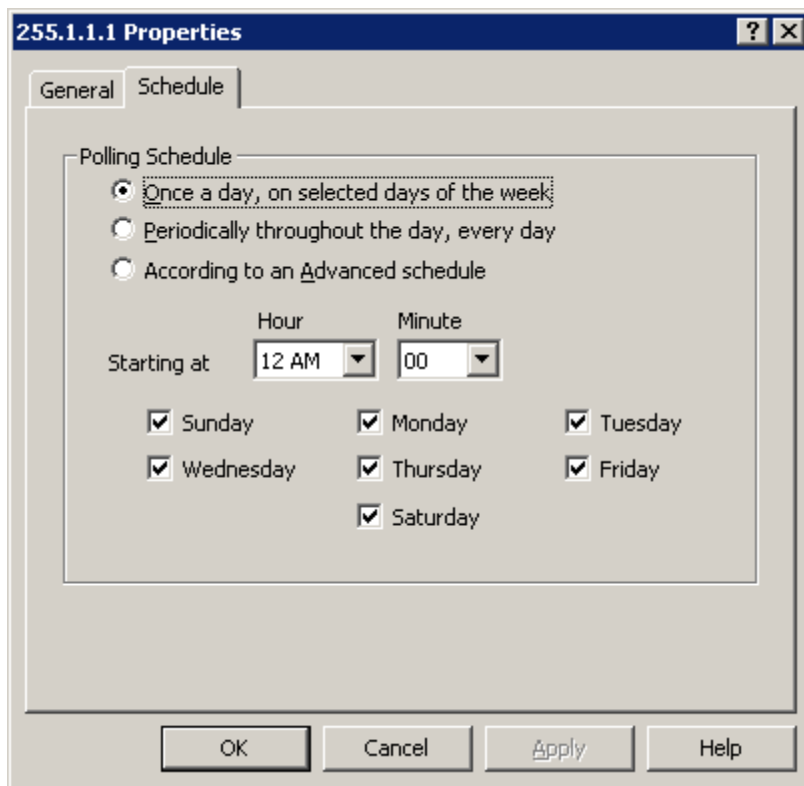 255.1.1.1 Properties
General Schedule
Polling Schedule
Once a day, on selected days of the week
Periodically throughout the day, every day
According to an Advanced schedule
Hour Minute
Starting at 12 AM 00
Sunday Monday Tuesday
Wednesday Thursday Friday
Saturday
OK Cancel Apply Help